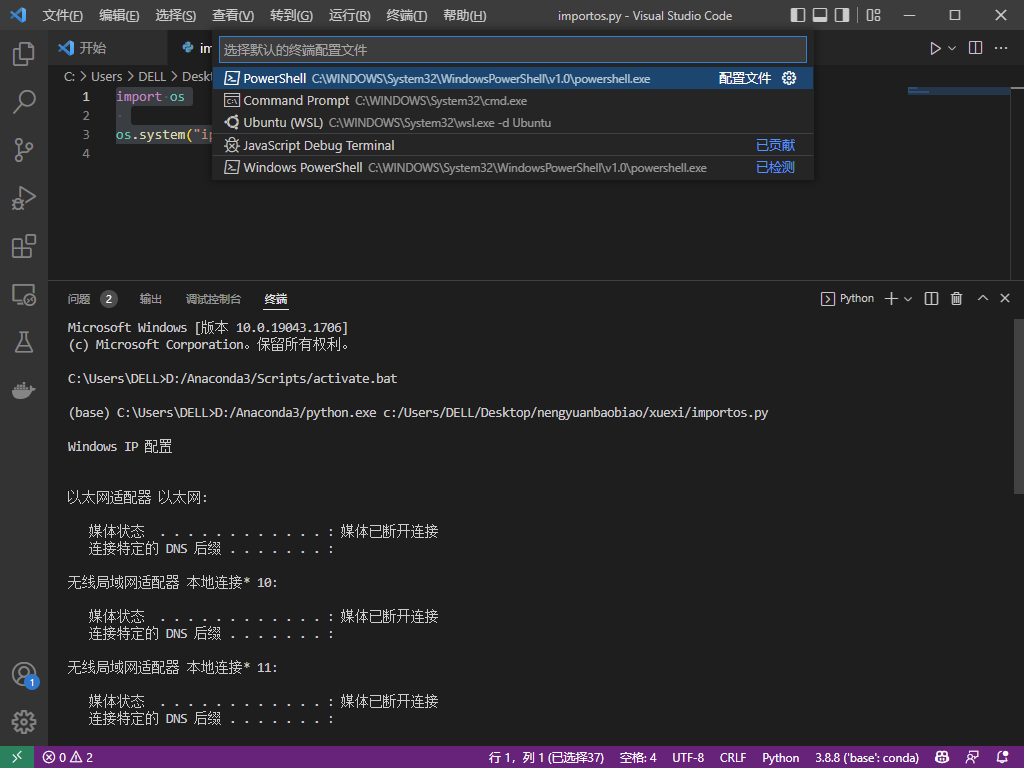 文件(F) 编辑(E) 选择(S) 查看(V) 转到(G) 运行(R) 终端(T) 帮助(H) importos.py - Visual Studio Code
开始 im
选择默认的终端配置文件
C: > Users > DELL > Deskt
PowerShell C:\WINDOWS\System32\WindowsPowerShell\v1.0\powershell.exe 配置文件
Command Prompt C:\WINDOWS\System32\cmd.exe
Ubuntu (WSL) C:\WINDOWS\System32\wsl.exe -d Ubuntu
JavaScript Debug Terminal 已贡献
Windows PowerShell C:\WINDOWS\System32\WindowsPowerShell\v1.0\powershell.exe 已检测
1 import os
2
3 os.system("ip
4
问题 2 输出 调试控制台 终端 Python
Microsoft Windows [版本 10.0.19043.1706]
(c) Microsoft Corporation。保留所有权利。
C:\Users\DELL>D:/Anaconda3/Scripts/activate.bat
(base) C:\Users\DELL>D:/Anaconda3/python.exe c:/Users/DELL/Desktop/nengyuanbaobiao/xuexi/importos.py
Windows IP 配置
以太网适配器 以太网:
媒体状态 . . . . . . . . . . . . : 媒体已断开连接
连接特定的 DNS 后缀 . . . . . . . :
无线局域网适配器 本地连接* 10:
媒体状态 . . . . . . . . . . . . : 媒体已断开连接
连接特定的 DNS 后缀 . . . . . . . :
无线局域网适配器 本地连接* 11:
媒体状态 . . . . . . . . . . . . : 媒体已断开连接
连接特定的 DNS 后缀 . . . . . . . :
1
0 2 行 1，列 1 (已选择37) 空格: 4 UTF-8 CRLF Python 3.8.8 ('base': conda)